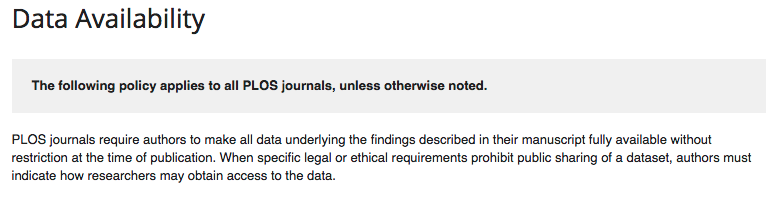 Data Availability
The following policy applies to all PLOS journals, unless otherwise noted.
PLOS journals require authors to make all data underlying the findings described in their manuscript fully available without
restriction at the time of publication. When specific legal or ethical requirements prohibit public sharing of a dataset, authors must
indicate how researchers may obtain access to the data.